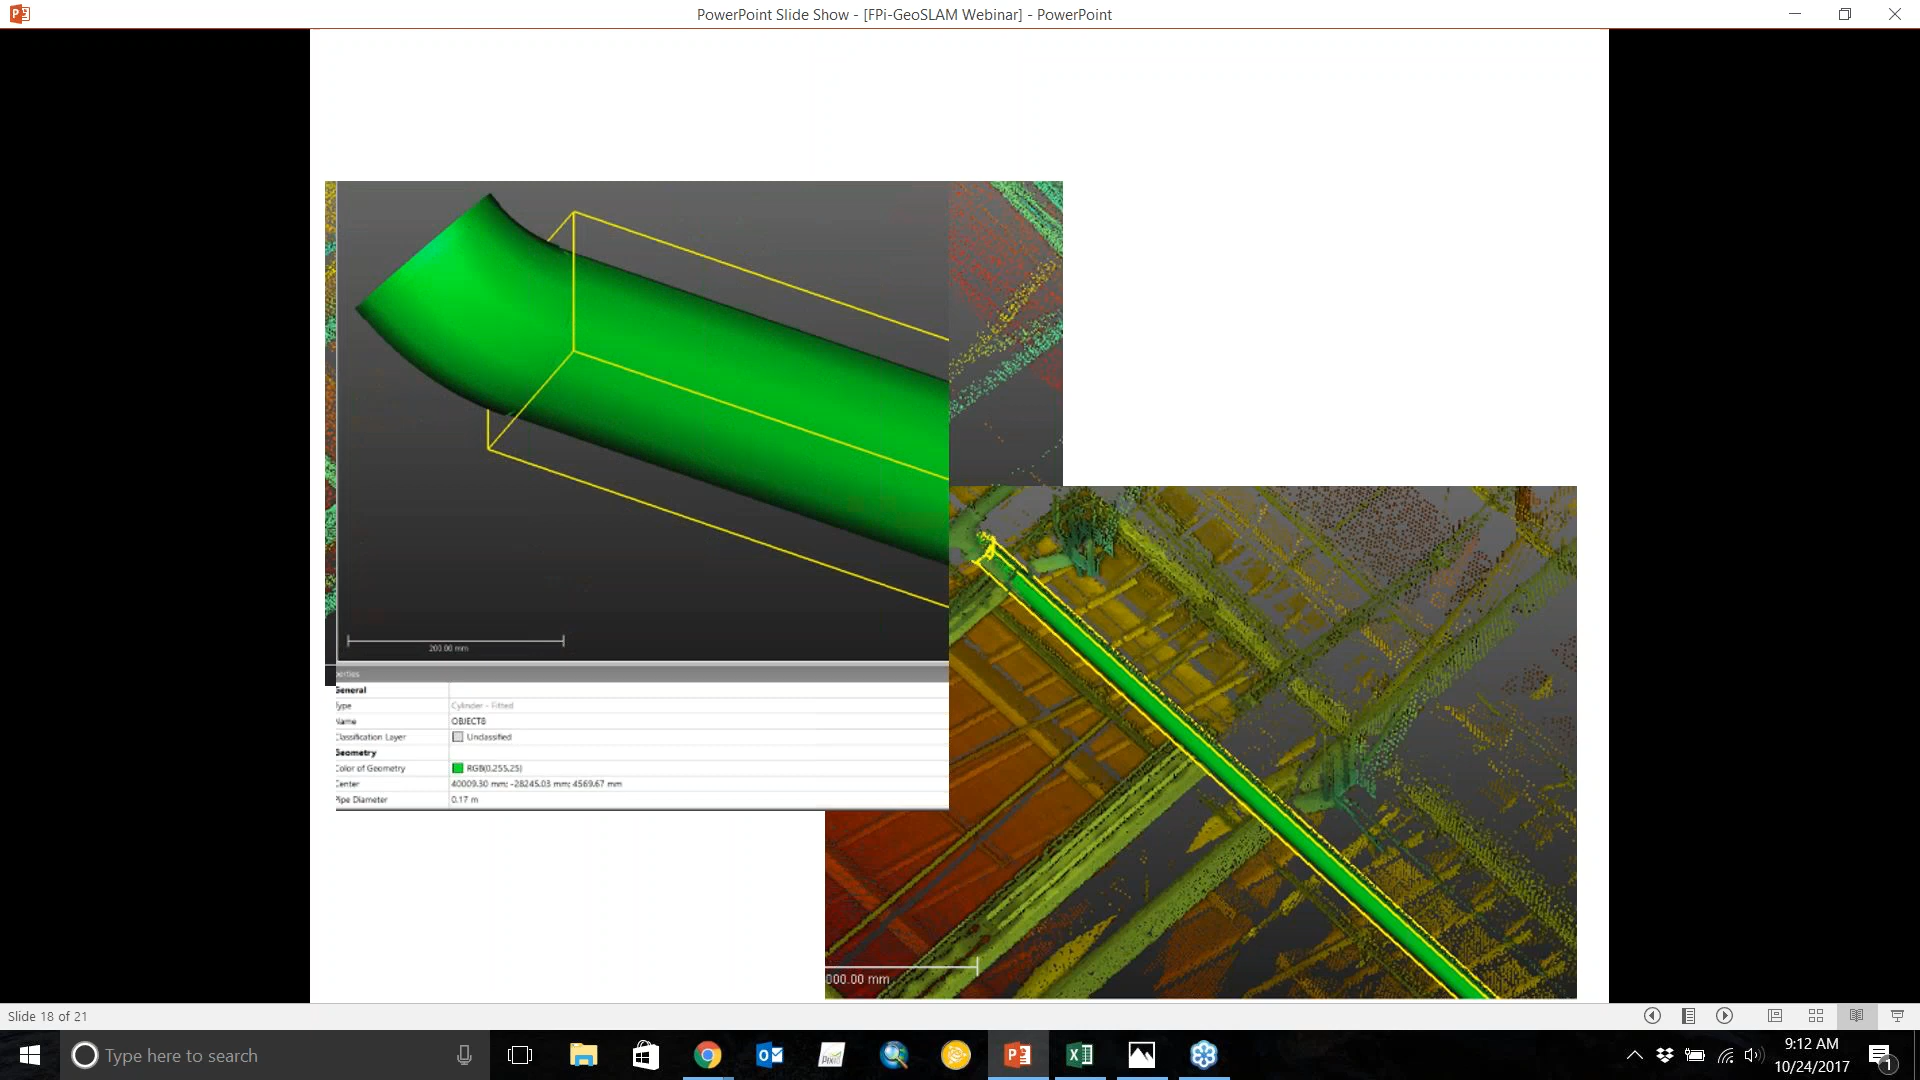 PowerPoint Slide Show - [FPi-GeoSLAM Webinar] - PowerPoint
200.00 mm
perties
General
Type
Cylinder - Fitted
Name
OBJECT8
Classification Layer
Unclassified
Geometry
Color of Geometry
RGB(0,255,25)
Center
40009.30 mm; -28245.03 mm; 4569.67 mm
Pipe Diameter
0.17 m
000.00 mm
Slide 18 of 21
Type here to search
Pix4D
9:12 AM
10/24/2017
1